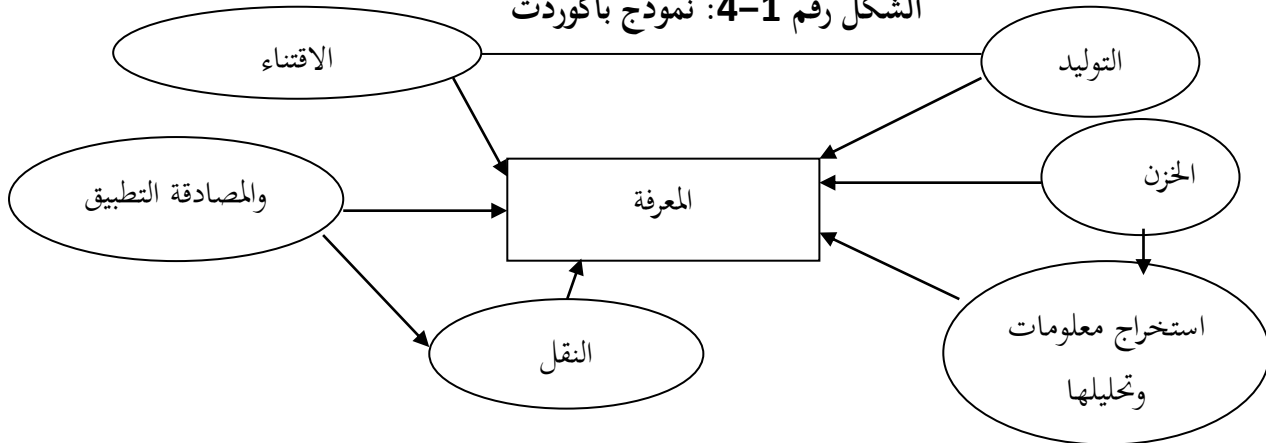 الشكل رقم 1–4: نموذج باكوردت
التوليد
الاقتناء
الخزن
والمصادقة التطبيق
المعرفة
استخراج معلومات
وتحليلها
النقل